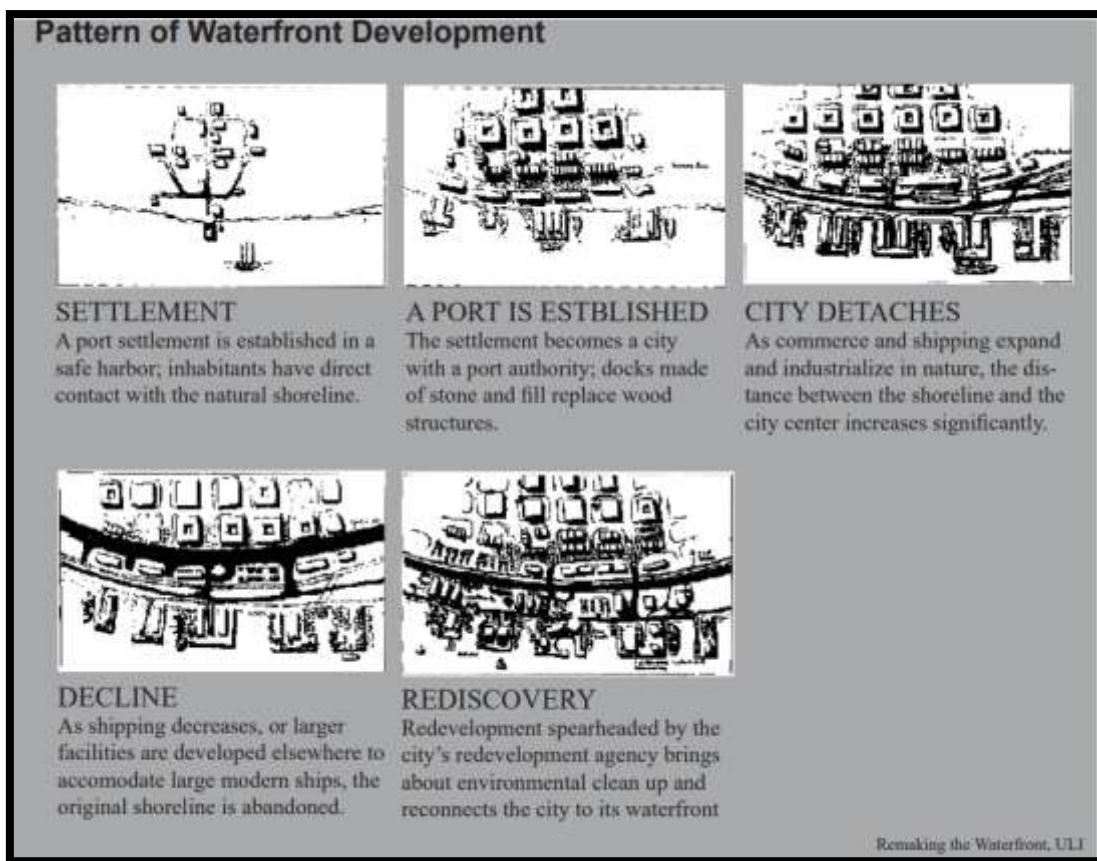 Pattern of Waterfront Development
SETTLEMENT
A port settlement is established in a
safe harbor; inhabitants have direct
contact with the natural shoreline.
A PORT IS ESTBLISHED
The settlement becomes a city
with a port authority; docks made
of stone and fill replace wood
structures.
CITY DETACHES
As commerce and shipping expand
and industrialize in nature, the dis-
tance between the shoreline and the
city center increases significantly.
DECLINE
As shipping decreases, or larger
facilities are developed elsewhere to
accomodate large modern ships, the
original shoreline is abandoned.
REDISCOVERY
Redevelopment spearheaded by the
city's redevelopment agency brings
about environmental clean up and
reconnects the city to its waterfront
Remaking the Waterfront, ULI